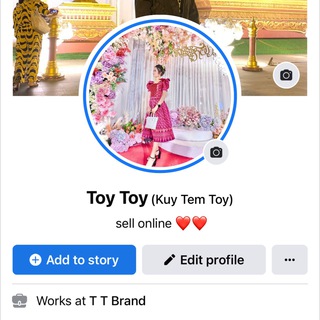 Toy Toy (Kuy Tem Toy)
sell online ❤️❤️
Add to story
Edit profile
Works at T T Brand